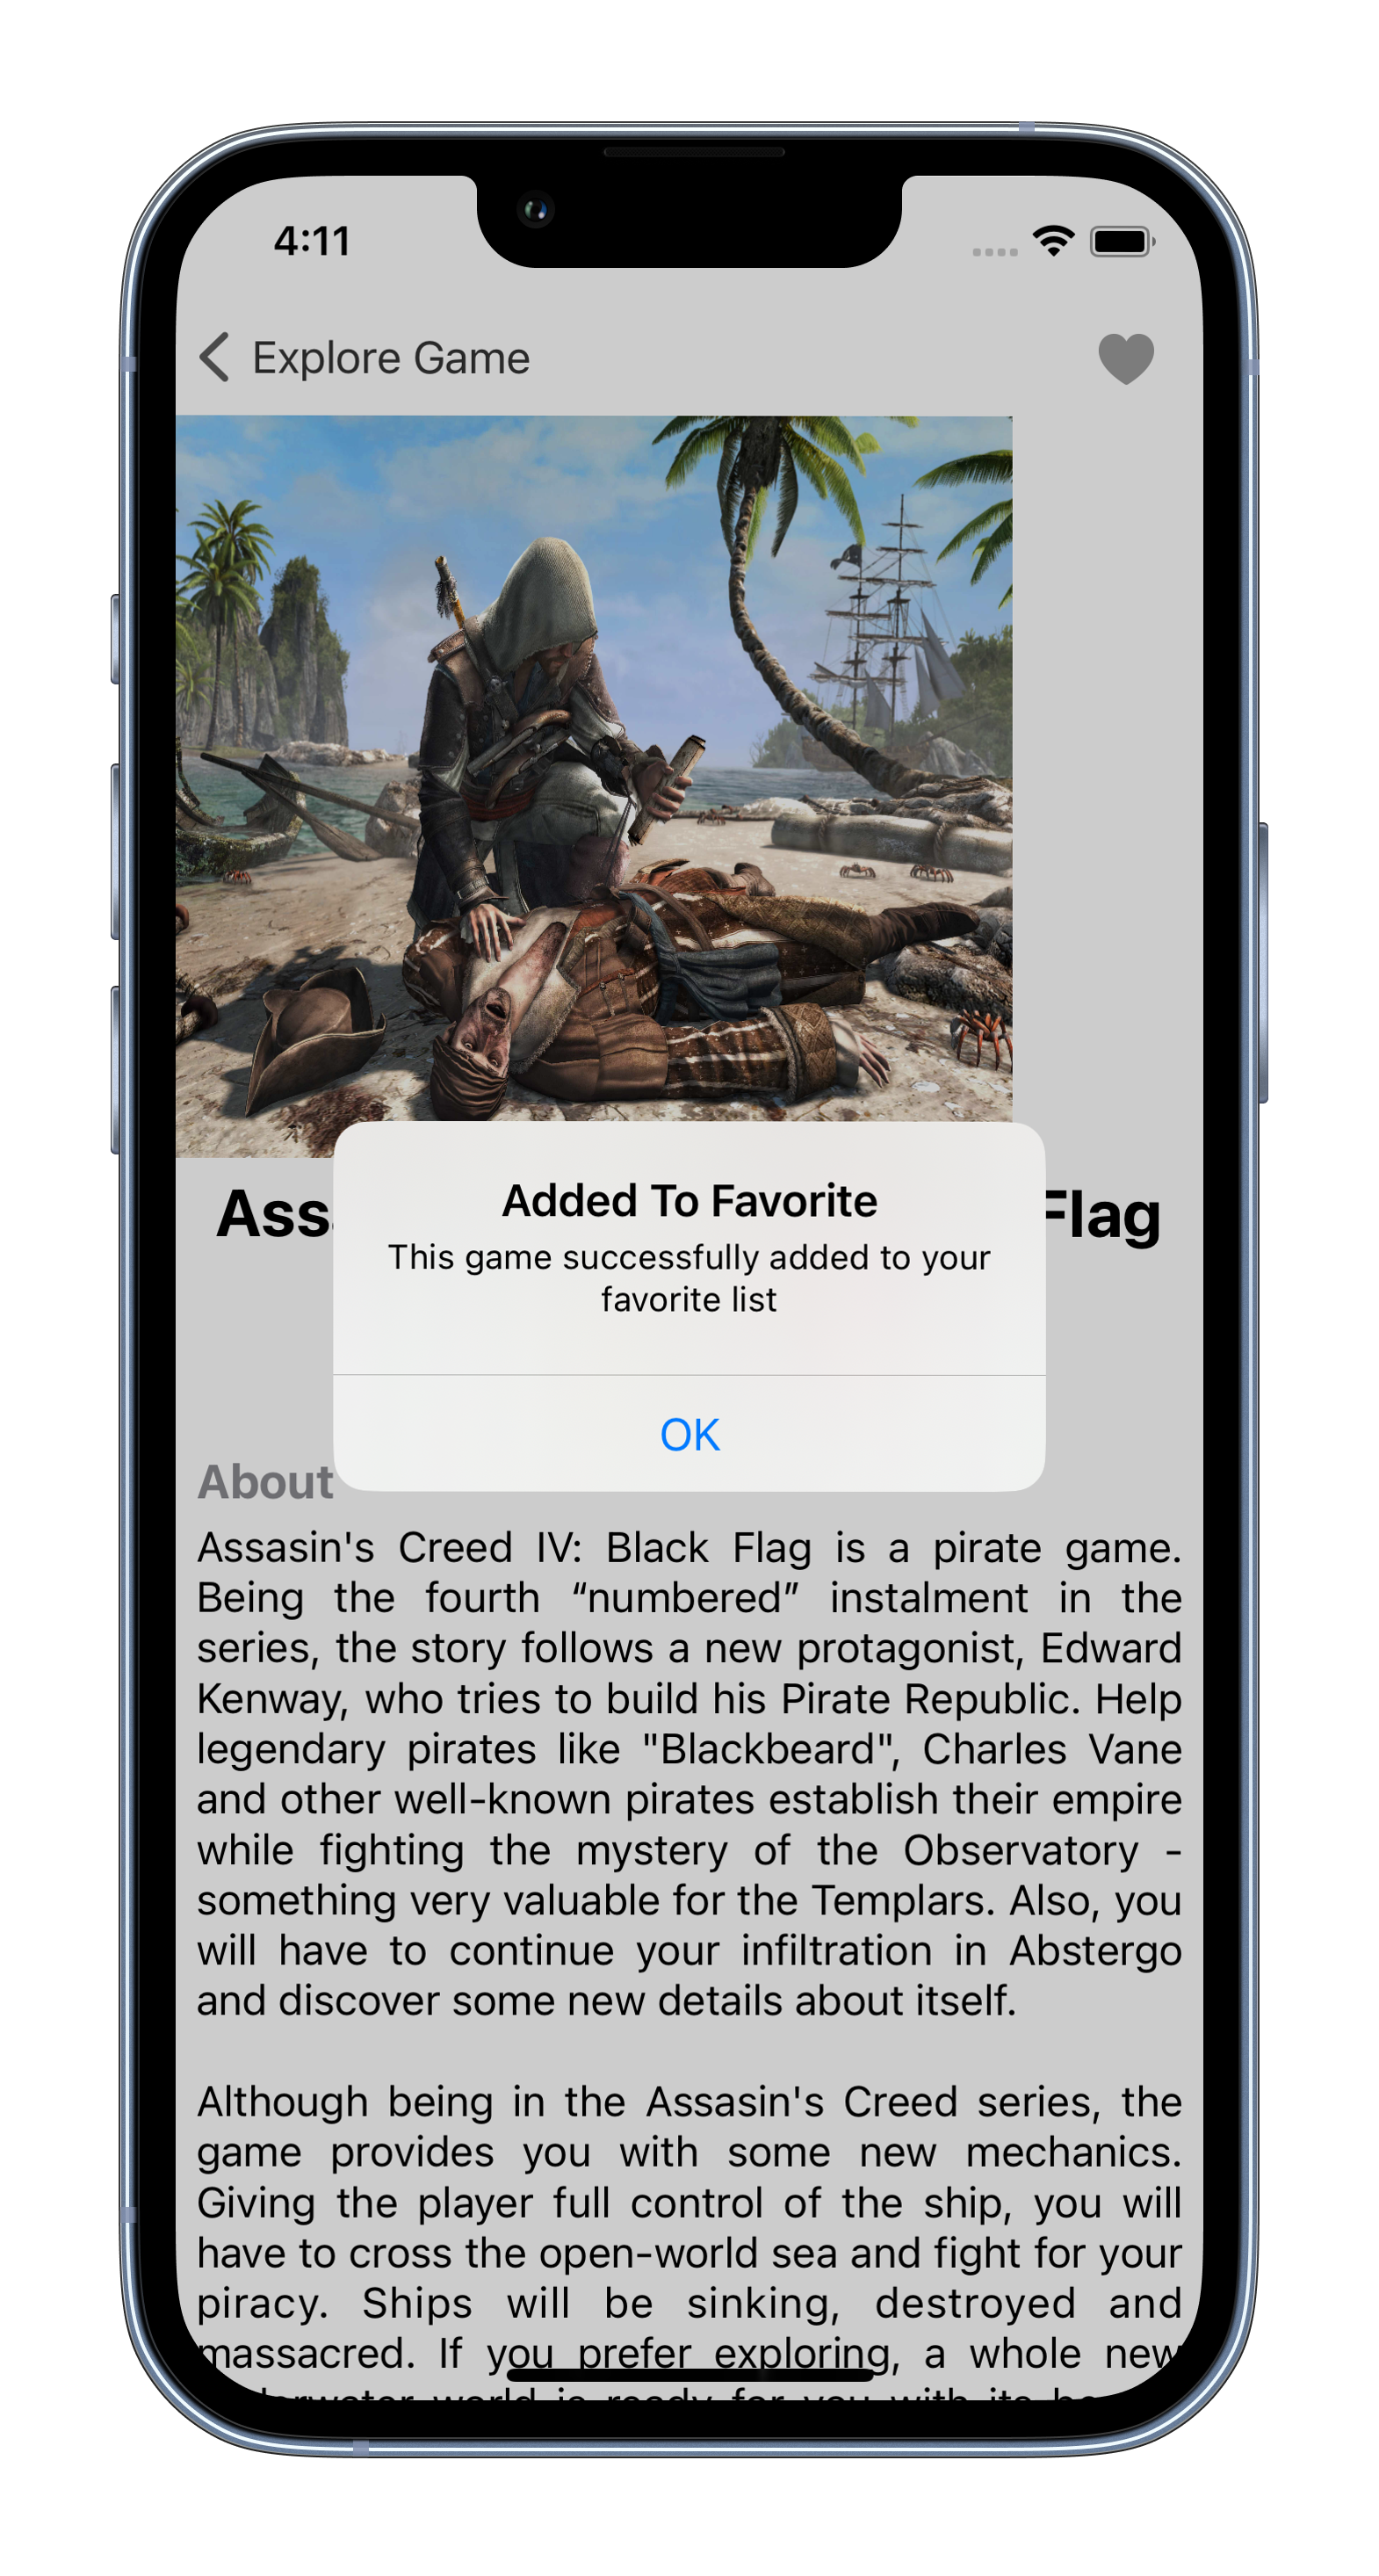 4:11
Explore Game
Flag
Added To Favorite
This game successfully added to your
favorite list
OK
About
Assasin's Creed IV: Black Flag is a pirate game.
Being the fourth “numbered” instalment in the
series, the story follows a new protagonist, Edward
Kenway, who tries to build his Pirate Republic. Help
legendary pirates like "Blackbeard", Charles Vane
and other well-known pirates establish their empire
while fighting the mystery of the Observatory -
something very valuable for the Templars. Also, you
will have to continue your infiltration in Abstergo
and discover some new details about itself.
Although being in the Assasin's Creed series, the
game provides you with some new mechanics.
Giving the player full control of the ship, you will
have to cross the open-world sea and fight for your
piracy. Ships will be sinking, destroyed and
massacred. If you prefer exploring, a whole new
world is ready for you with its